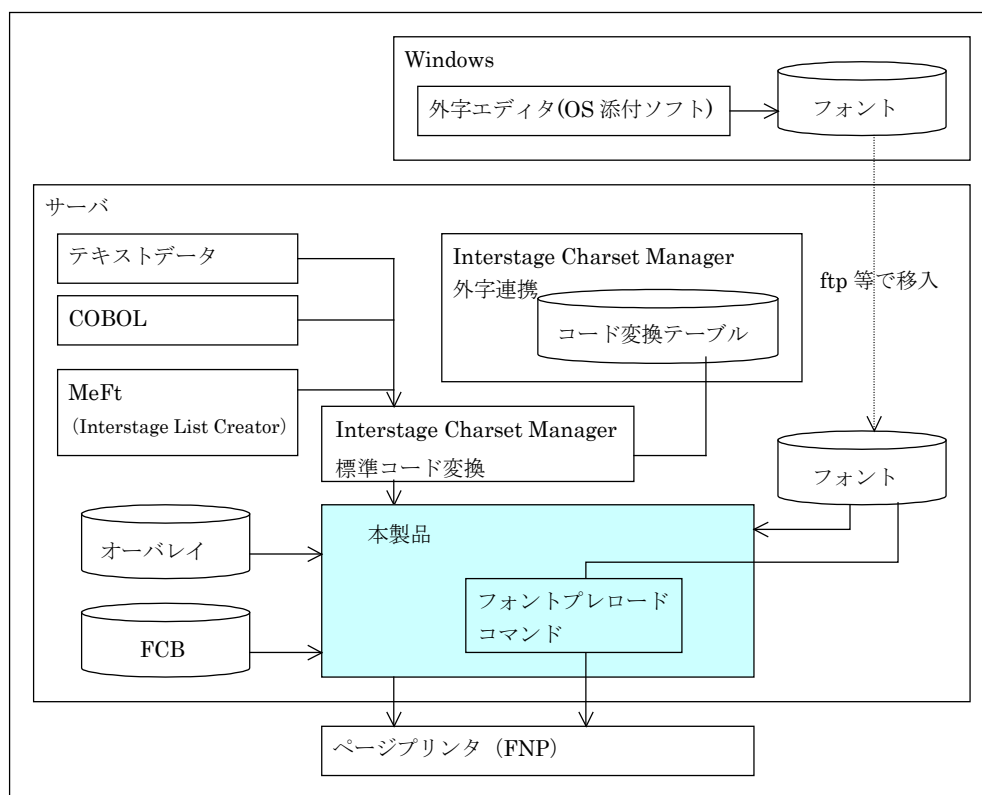 Windows
外字エディタ(OS 添付ソフト)
フォント
サーバ
テキストデータ
COBOL
MeFt
（Interstage List Creator）
Interstage Charset Manager
外字連携
コード変換テーブル
ftp 等で移入
Interstage Charset Manager
標準コード変換
フォント
オーバレイ
FCB
本製品
フォントプレロード
コマンド
ページプリンタ（FNP）